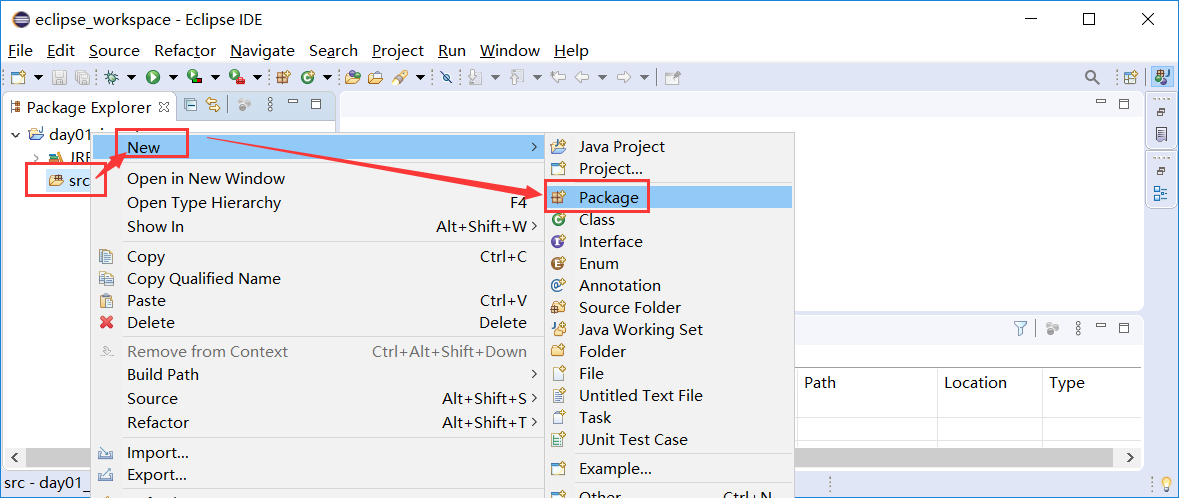 eclipse_workspace - Eclipse IDE
File Edit Source Refactor Navigate Search Project Run Window Help
Package Explorer
day01
JRE
src
New
Open in New Window
Open Type Hierarchy F4
Show In Alt+Shift+W
Copy Ctrl+C
Copy Qualified Name
Paste Ctrl+V
Delete Delete
Remove from Context Ctrl+Alt+Shift+Down
Build Path
Source Alt+Shift+S
Refactor Alt+Shift+T
Import...
Export...
Java Project
Project...
Package
Class
Interface
Enum
Annotation
Source Folder
Java Working Set
Folder
File
Untitled Text File
Task
JUnit Test Case
Example...
Other Ctrl+N
Path Location Type
src - day01_